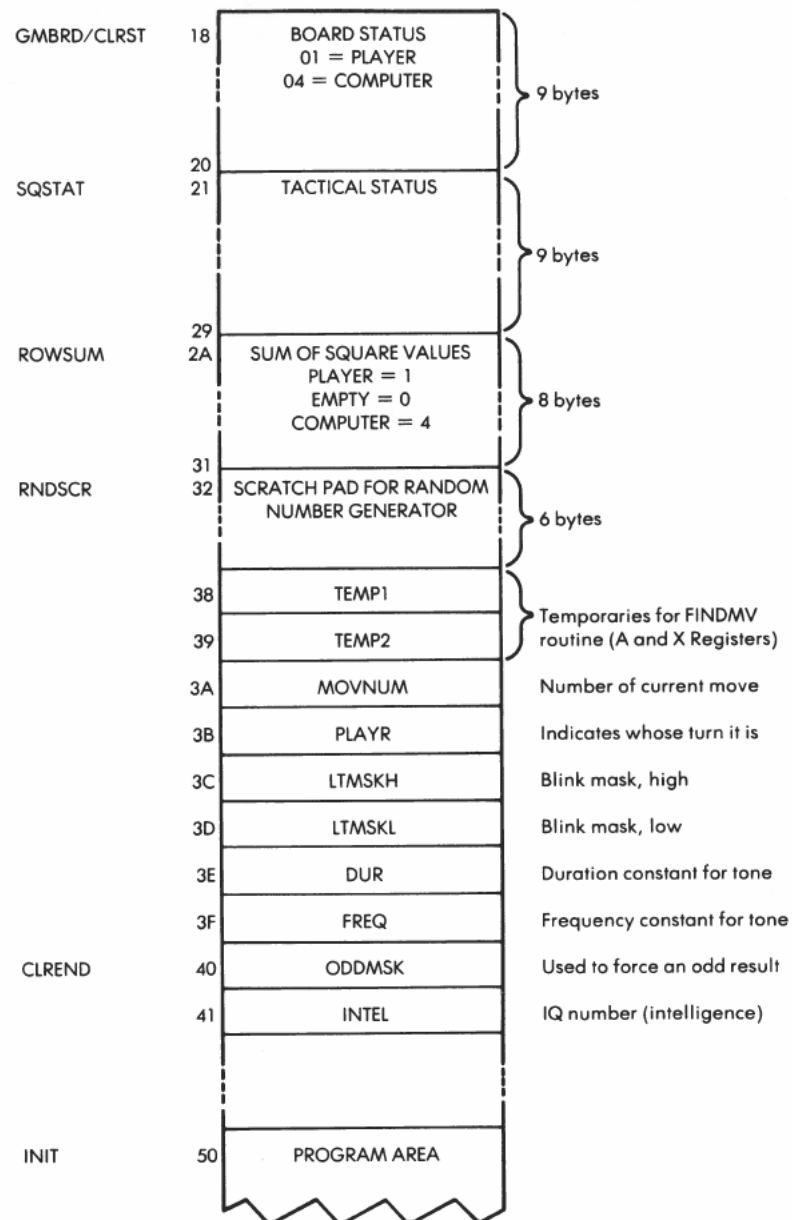 GMBRD/CLRST 18 BOARD STATUS
01 = PLAYER
04 = COMPUTER
9 bytes
20
SQSTAT 21 TACTICAL STATUS
9 bytes
29
ROWSUM 2A SUM OF SQUARE VALUES
PLAYER = 1
EMPTY = 0
8 bytes
COMPUTER = 4
31
RNDSCR 32 SCRATCH PAD FOR RANDOM
NUMBER GENERATOR
6 bytes
38 TEMP1
Temporaries for FINDMV
39 TEMP2 routine (A and X Registers)
3A MOVNUM Number of current move
3B PLAYR Indicates whose turn it is
3C LTMSKH Blink mask, high
3D LTMSKL Blink mask, low
3E DUR Duration constant for tone
3F FREQ Frequency constant for tone
CLREND 40 ODDMSK Used to force an odd result
41 INTEL IQ number (intelligence)
INIT 50 PROGRAM AREA